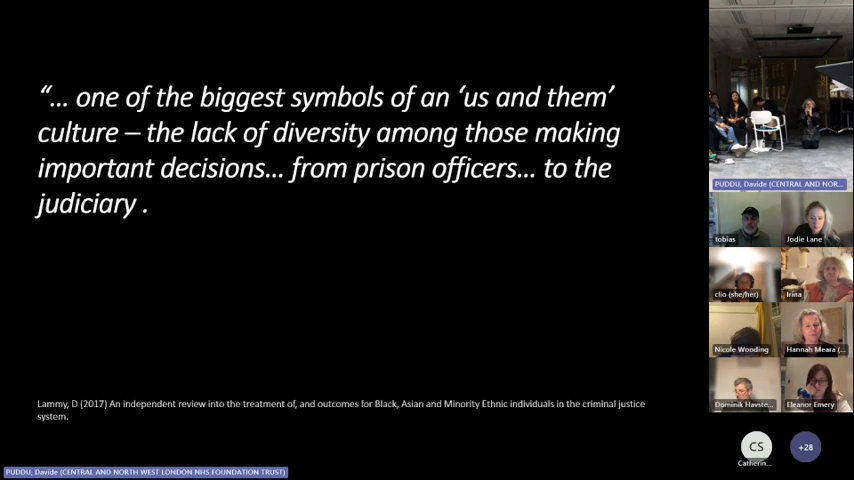 “... one of the biggest symbols of an ‘us and them’
culture – the lack of diversity among those making
important decisions... from prison officers... to the
judiciary .
Lammy, D (2017) An independent review into the treatment of, and outcomes for Black, Asian and Minority Ethnic individuals in the criminal justice
system.
PUDDU, Davide (CENTRAL AND NORTH WEST LONDON NHS FOUNDATION TRUST)
PUDDU, Davide (CENTRAL AND NOR...
tobias
Jodie Lane
clio (she/her)
Irina
Nicole Wooding
Hannah Meara (...
Dominik Havste...
Eleanor Emery
CS
Catherin...
+28